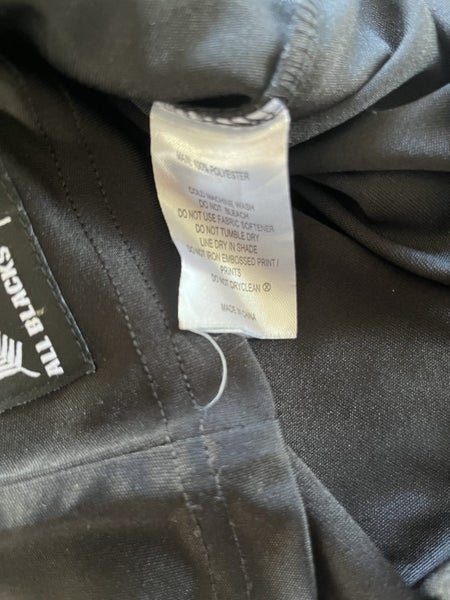 MAIN: 100% POLYESTER
COLD MACHINE WASH
DO NOT BLEACH
DO NOT USE FABRIC SOFTENER
DO NOT TUMBLE DRY
LINE DRY IN SHADE
DO NOT IRON EMBOSSED PRINT /
PRINTS
DO NOT DRYCLEAN
MADE IN CHINA
ALL BLACKS